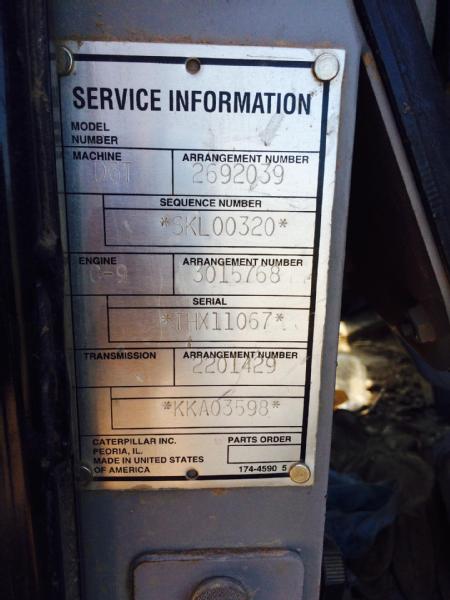 SERVICE INFORMATION
MODEL
NUMBER
MACHINE ARRANGEMENT NUMBER
D6T 2692039
SEQUENCE NUMBER
*SKL00320*
ENGINE ARRANGEMENT NUMBER
C-9 3015768
SERIAL
*THX11067*
TRANSMISSION ARRANGEMENT NUMBER
2201429
*KKA03598*
CATERPILLAR INC. PARTS ORDER
PEORIA, IL.
MADE IN UNITED STATES
OF AMERICA 174-4590 5